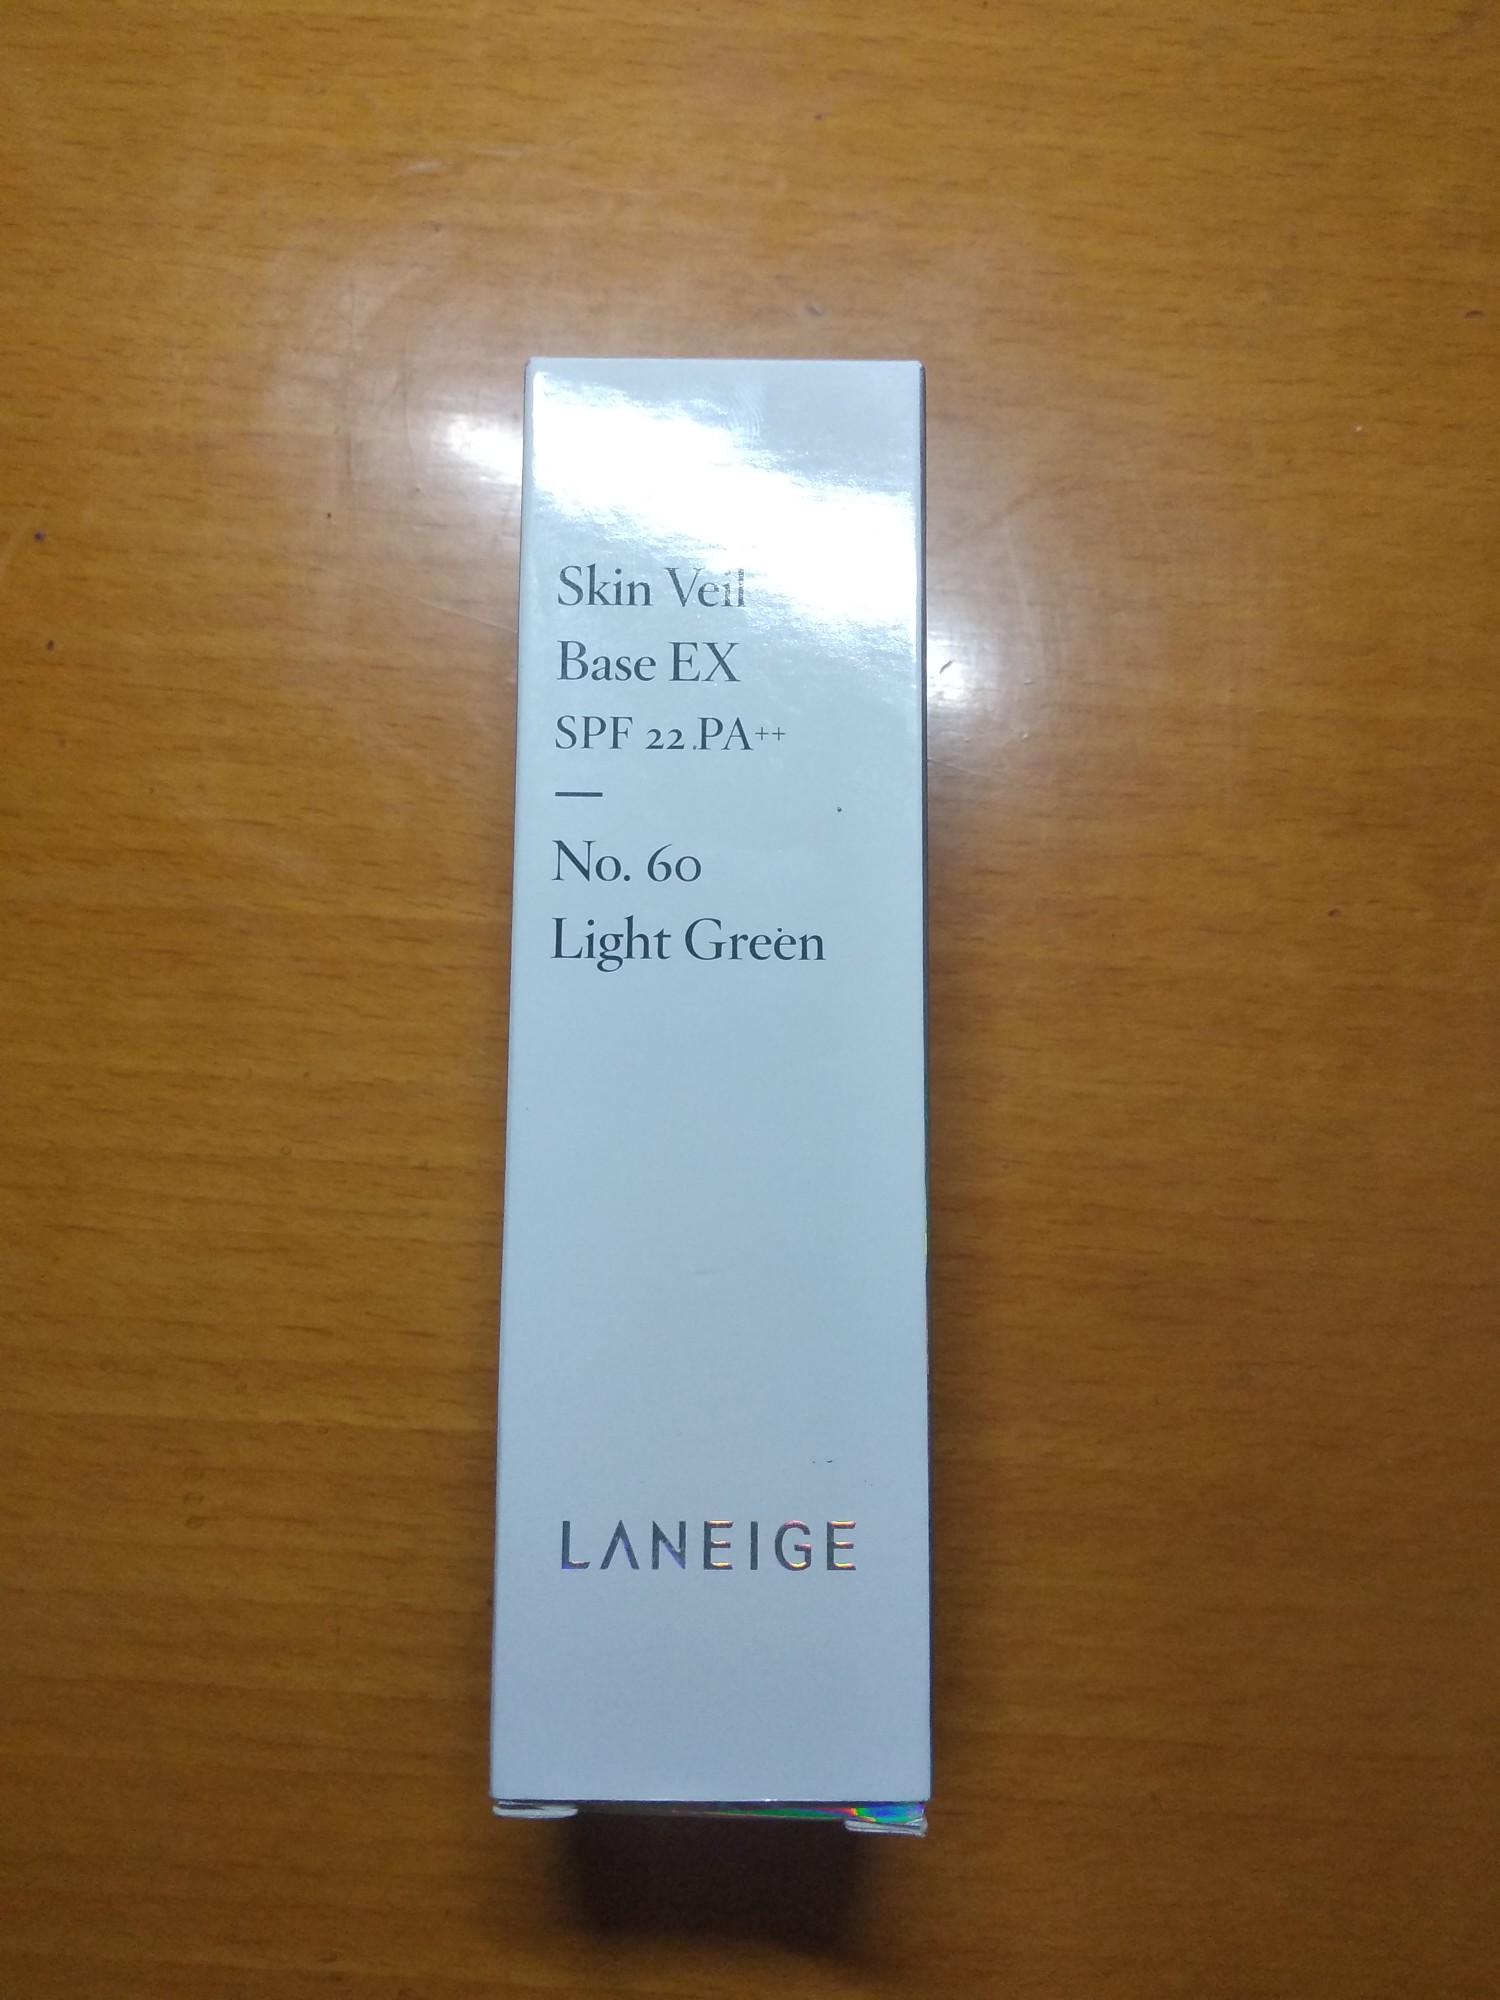 Skin Veil
Base EX
SPF 22 PA++
No. 60
Light Green
LANEIGE